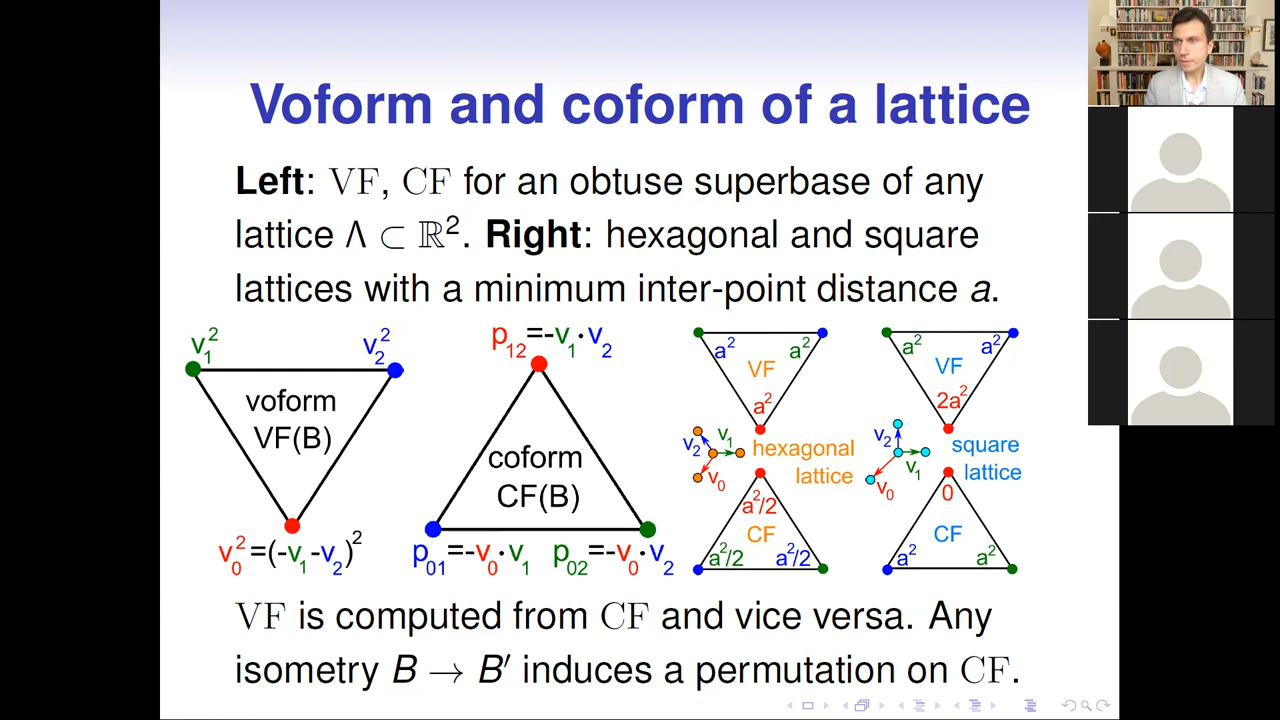 Voform and coform of a lattice
Left: VF, CF for an obtuse superbase of any
lattice Λ ⊂ ℝ². Right: hexagonal and square
lattices with a minimum inter-point distance a.
v₁²
v₂²
voform
VF(B)
v₀²=(-v₁-v₂)²
p₁₂=-v₁·v₂
coform
CF(B)
p₀₁=-v₀·v₁
p₀₂=-v₀·v₂
a²
a²
VF
a²
v₂
v₁
v₀
hexagonal
lattice
a²/2
CF
a²/2
a²/2
a²
a²
VF
2a²
v₂
v₁
v₀
square
lattice
0
CF
a²
a²
VF is computed from CF and vice versa. Any
isometry B → B′ induces a permutation on CF.